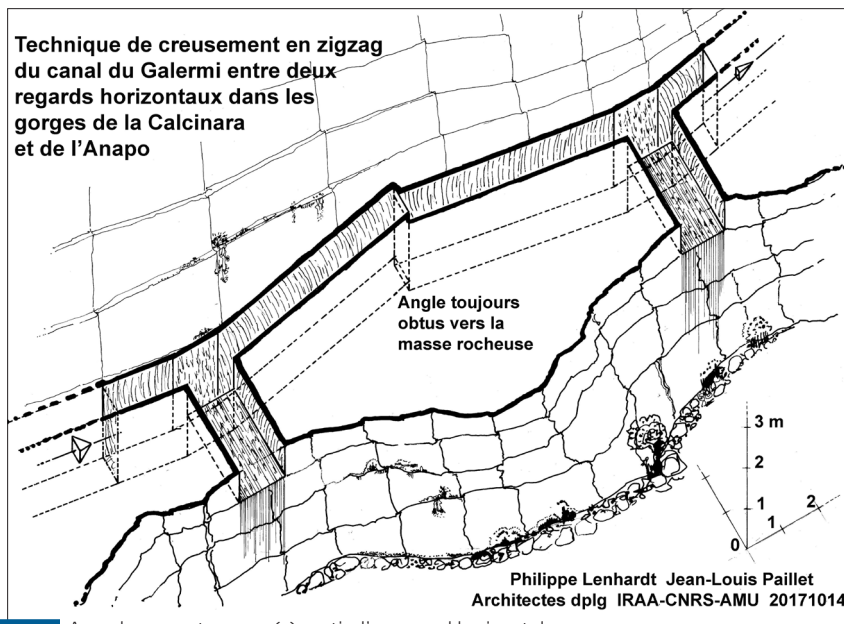 Technique de creusement en zigzag
du canal du Galermi entre deux
regards horizontaux dans les
gorges de la Calcinara
et de l'Anapo
Angle toujours
obtus vers la
masse rocheuse
3 m
2
1
0
1
2
Philippe Lenhardt Jean-Louis Paillet
Architectes dplg IRAA-CNRS-AMU 20171014